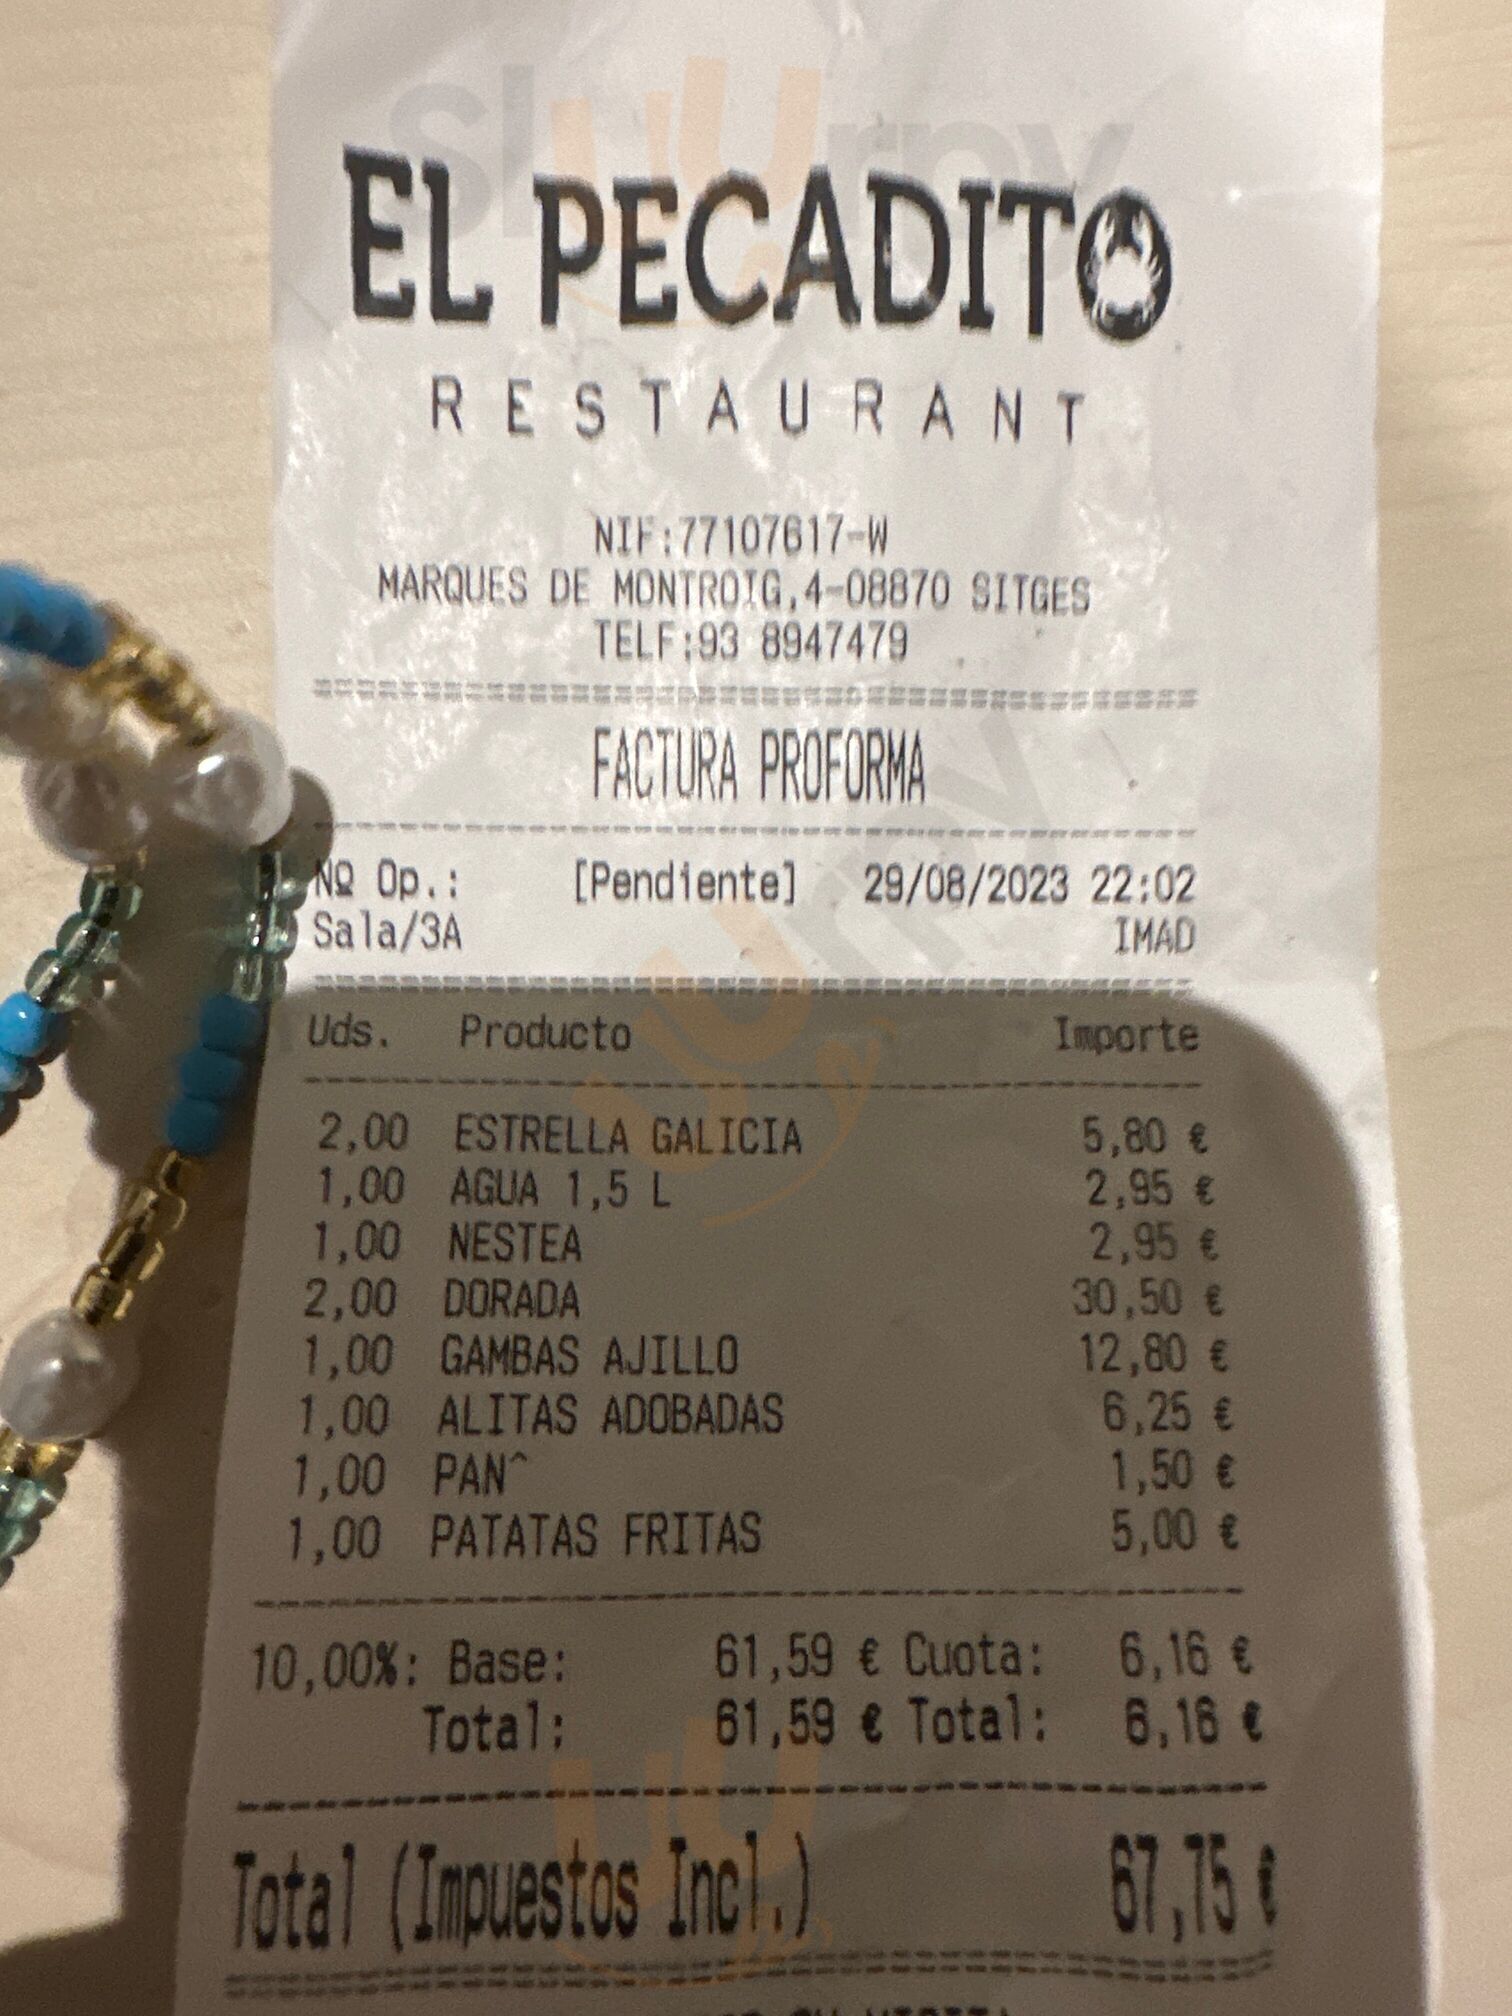 EL PECADITO
RESTAURANT
NIF:77107617-W
MARQUES DE MONTROIG,4-08870 SITGES
TELF:93 8947479
FACTURA PROFORMA
Nº Op.: [Pendiente] 29/08/2023 22:02
Sala/3A IMAD
Uds. Producto Importe
2,00 ESTRELLA GALICIA 5,80 €
1,00 AGUA 1,5 L 2,95 €
1,00 NESTEA 2,95 €
2,00 DORADA 30,50 €
1,00 GAMBAS AJILLO 12,80 €
1,00 ALITAS ADOBADAS 6,25 €
1,00 PAN^ 1,50 €
1,00 PATATAS FRITAS 5,00 €
10,00%: Base: 61,59 € Cuota: 6,16 €
Total: 61,59 € Total: 6,16 €
Total (Impuestos Incl.) 67,75 €